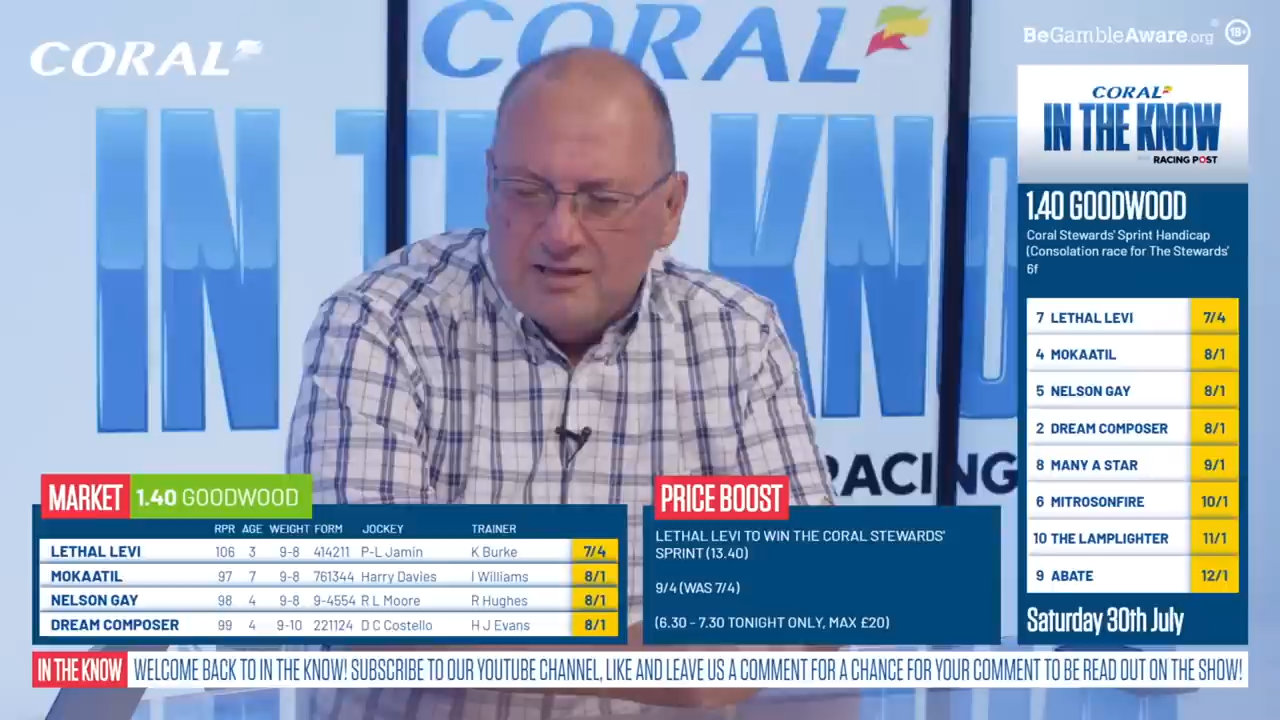 CORAL
CORAL
BeGambleAware.org® 18+
IN THE KNOW
RACING
CORAL
IN THE KNOW
RACING POST
1.40 GOODWOOD
Coral Stewards' Sprint Handicap
(Consolation race for The Stewards'
6f
7 LETHAL LEVI 7/4
4 MOKAATIL 8/1
5 NELSON GAY 8/1
2 DREAM COMPOSER 8/1
8 MANY A STAR 9/1
6 MITROSONFIRE 10/1
10 THE LAMPLIGHTER 11/1
9 ABATE 12/1
Saturday 30th July
MARKET 1.40 GOODWOOD
RPR AGE WEIGHT FORM JOCKEY TRAINER
LETHAL LEVI 106 3 9-8 414211 P-L Jamin K Burke 7/4
MOKAATIL 97 7 9-8 761344 Harry Davies I Williams 8/1
NELSON GAY 98 4 9-8 9-4554 R L Moore R Hughes 8/1
DREAM COMPOSER 99 4 9-10 221124 D C Costello H J Evans 8/1
PRICE BOOST
LETHAL LEVI TO WIN THE CORAL STEWARDS'
SPRINT (13.40)
9/4 (WAS 7/4)
(6.30 - 7.30 TONIGHT ONLY, MAX £20)
IN THE KNOW WELCOME BACK TO IN THE KNOW! SUBSCRIBE TO OUR YOUTUBE CHANNEL, LIKE AND LEAVE US A COMMENT FOR A CHANCE FOR YOUR COMMENT TO BE READ OUT ON THE SHOW!